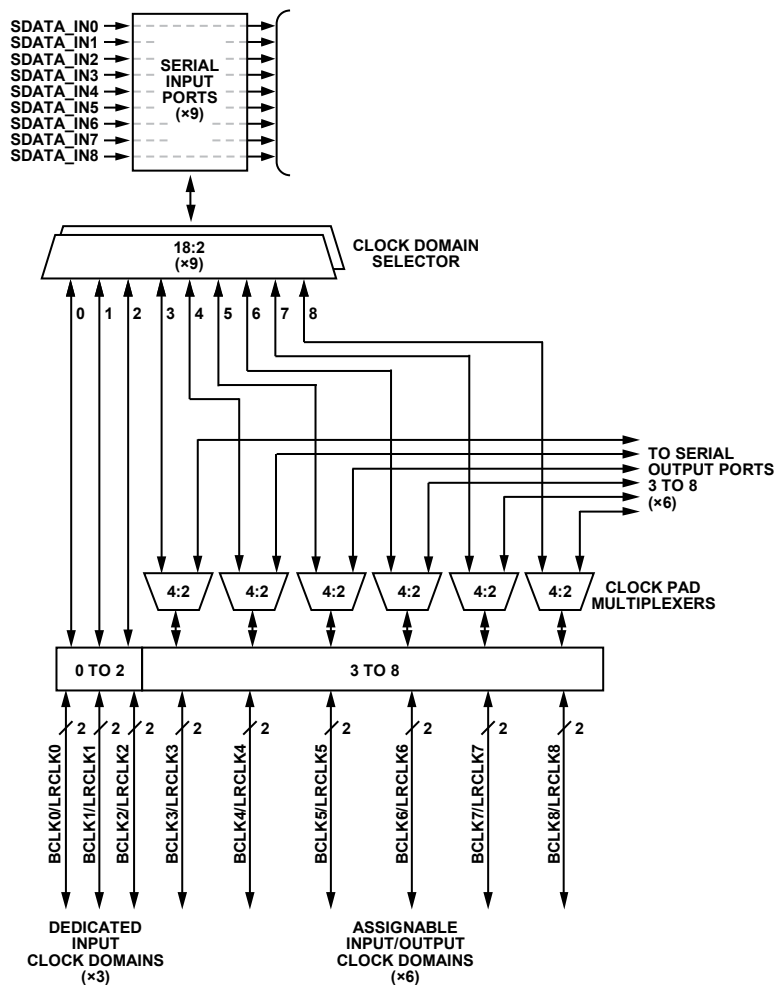 SDATA_IN0
SDATA_IN1
SDATA_IN2
SDATA_IN3
SDATA_IN4
SDATA_IN5
SDATA_IN6
SDATA_IN7
SDATA_IN8
SERIAL
INPUT
PORTS
(×9)
18:2
(×9)
CLOCK DOMAIN
SELECTOR
0
1
2
3
4
5
6
7
8
TO SERIAL
OUTPUT PORTS
3 TO 8
(×6)
4:2
4:2
4:2
4:2
4:2
4:2
CLOCK PAD
MULTIPLEXERS
0 TO 2
3 TO 8
2
2
2
2
2
2
2
2
2
BCLK0/LRCLK0
BCLK1/LRCLK1
BCLK2/LRCLK2
BCLK3/LRCLK3
BCLK4/LRCLK4
BCLK5/LRCLK5
BCLK6/LRCLK6
BCLK7/LRCLK7
BCLK8/LRCLK8
DEDICATED
INPUT
CLOCK DOMAINS
(×3)
ASSIGNABLE
INPUT/OUTPUT
CLOCK DOMAINS
(×6)